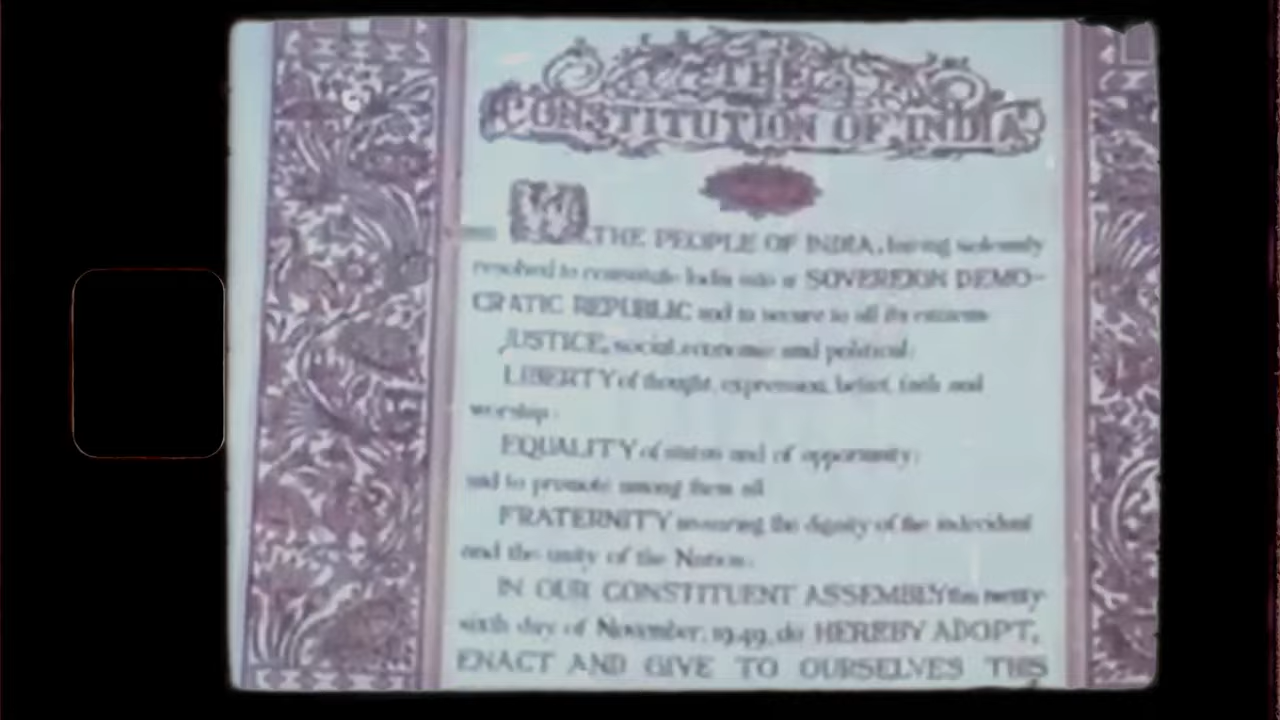 THE
CONSTITUTION OF INDIA
WE, THE PEOPLE OF INDIA, having solemnly
resolved to constitute India into a SOVEREIGN DEMO-
CRATIC REPUBLIC and to secure to all its citizens:
JUSTICE, social, economic and political;
LIBERTY of thought, expression, belief, faith and
worship;
EQUALITY of status and of opportunity;
and to promote among them all
FRATERNITY assuring the dignity of the individual
and the unity of the Nation;
IN OUR CONSTITUENT ASSEMBLY this twenty-
sixth day of November, 1949, do HEREBY ADOPT,
ENACT AND GIVE TO OURSELVES THIS